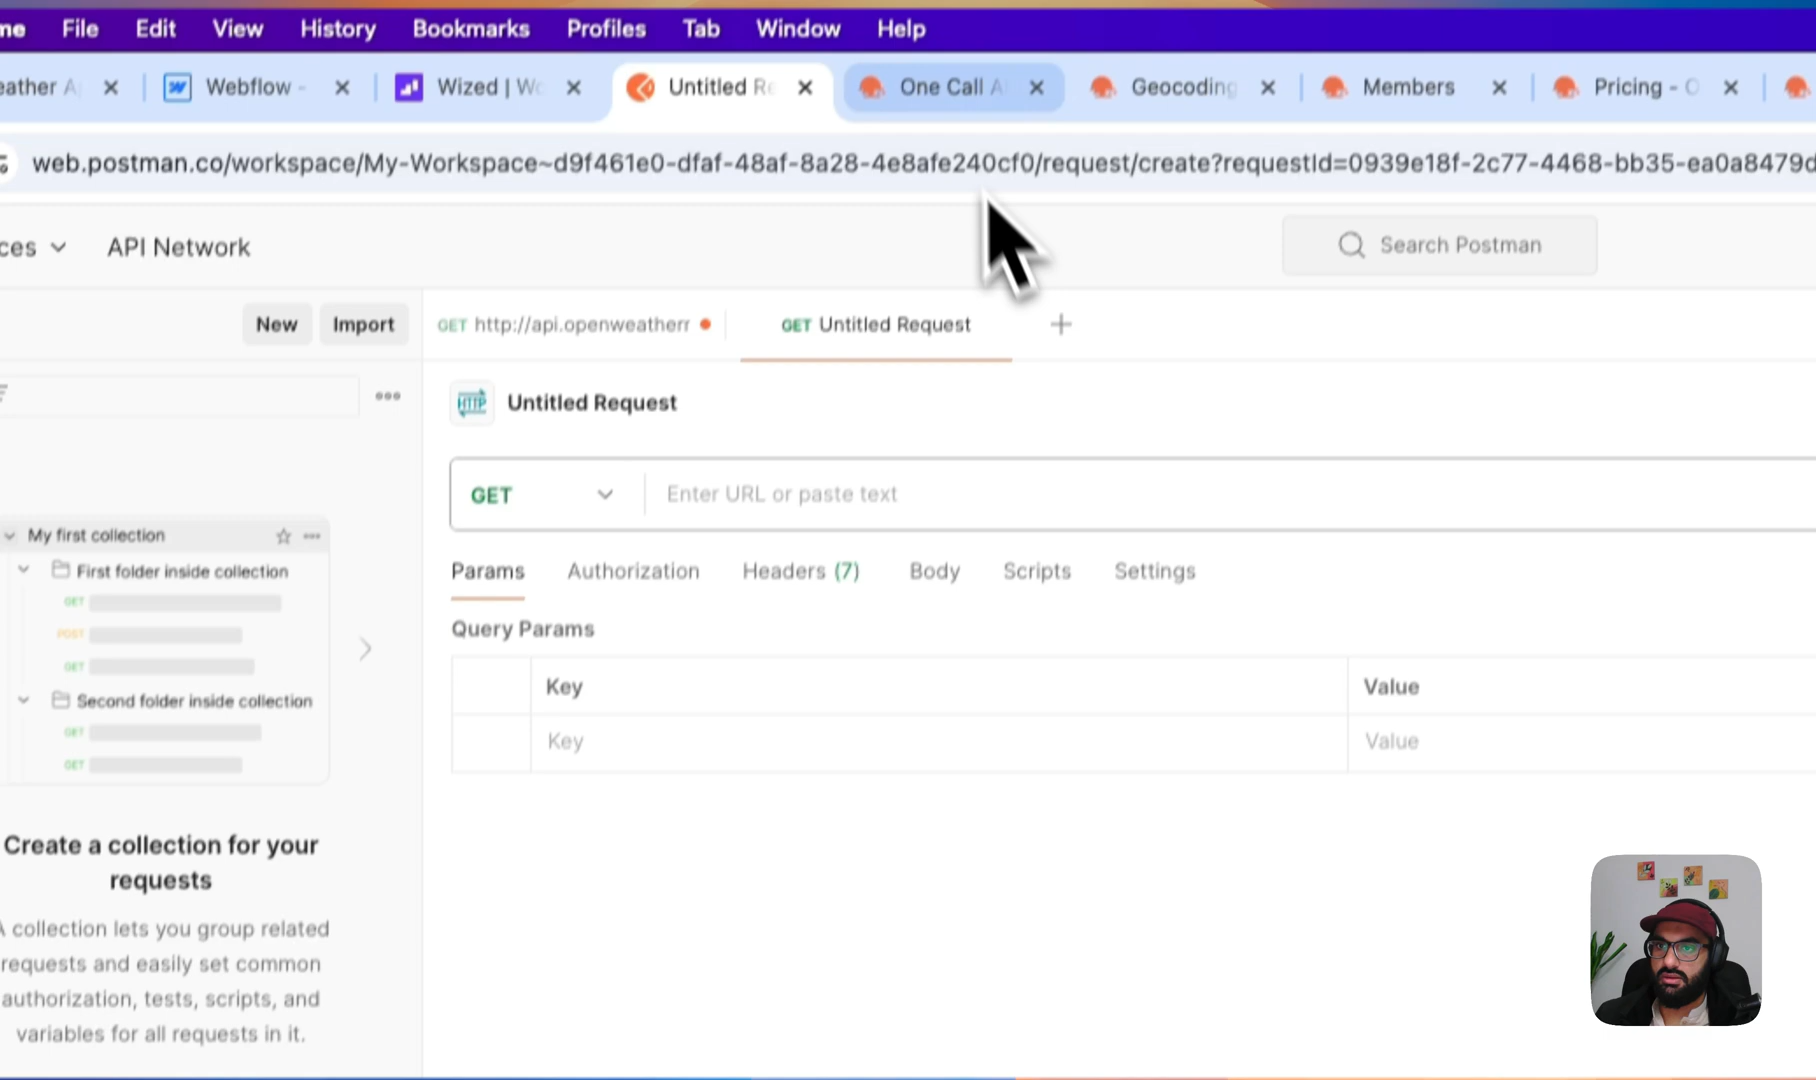 me File Edit View History Bookmarks Profiles Tab Window Help
eather A Webflow - Wized | Wo Untitled Re One Call A Geocoding Members Pricing - O
web.postman.co/workspace/My-Workspace~d9f461e0-dfaf-48af-8a28-4e8afe240cf0/request/create?requestId=0939e18f-2c77-4468-bb35-ea0a8479d
ces API Network Search Postman
New Import GET http://api.openweatherr GET Untitled Request +
HTTP Untitled Request
GET Enter URL or paste text
My first collection
First folder inside collection
GET
POST
GET
Second folder inside collection
GET
GET
Params Authorization Headers (7) Body Scripts Settings
Query Params
Key Value
Key Value
Create a collection for your
requests
A collection lets you group related
requests and easily set common
authorization, tests, scripts, and
variables for all requests in it.